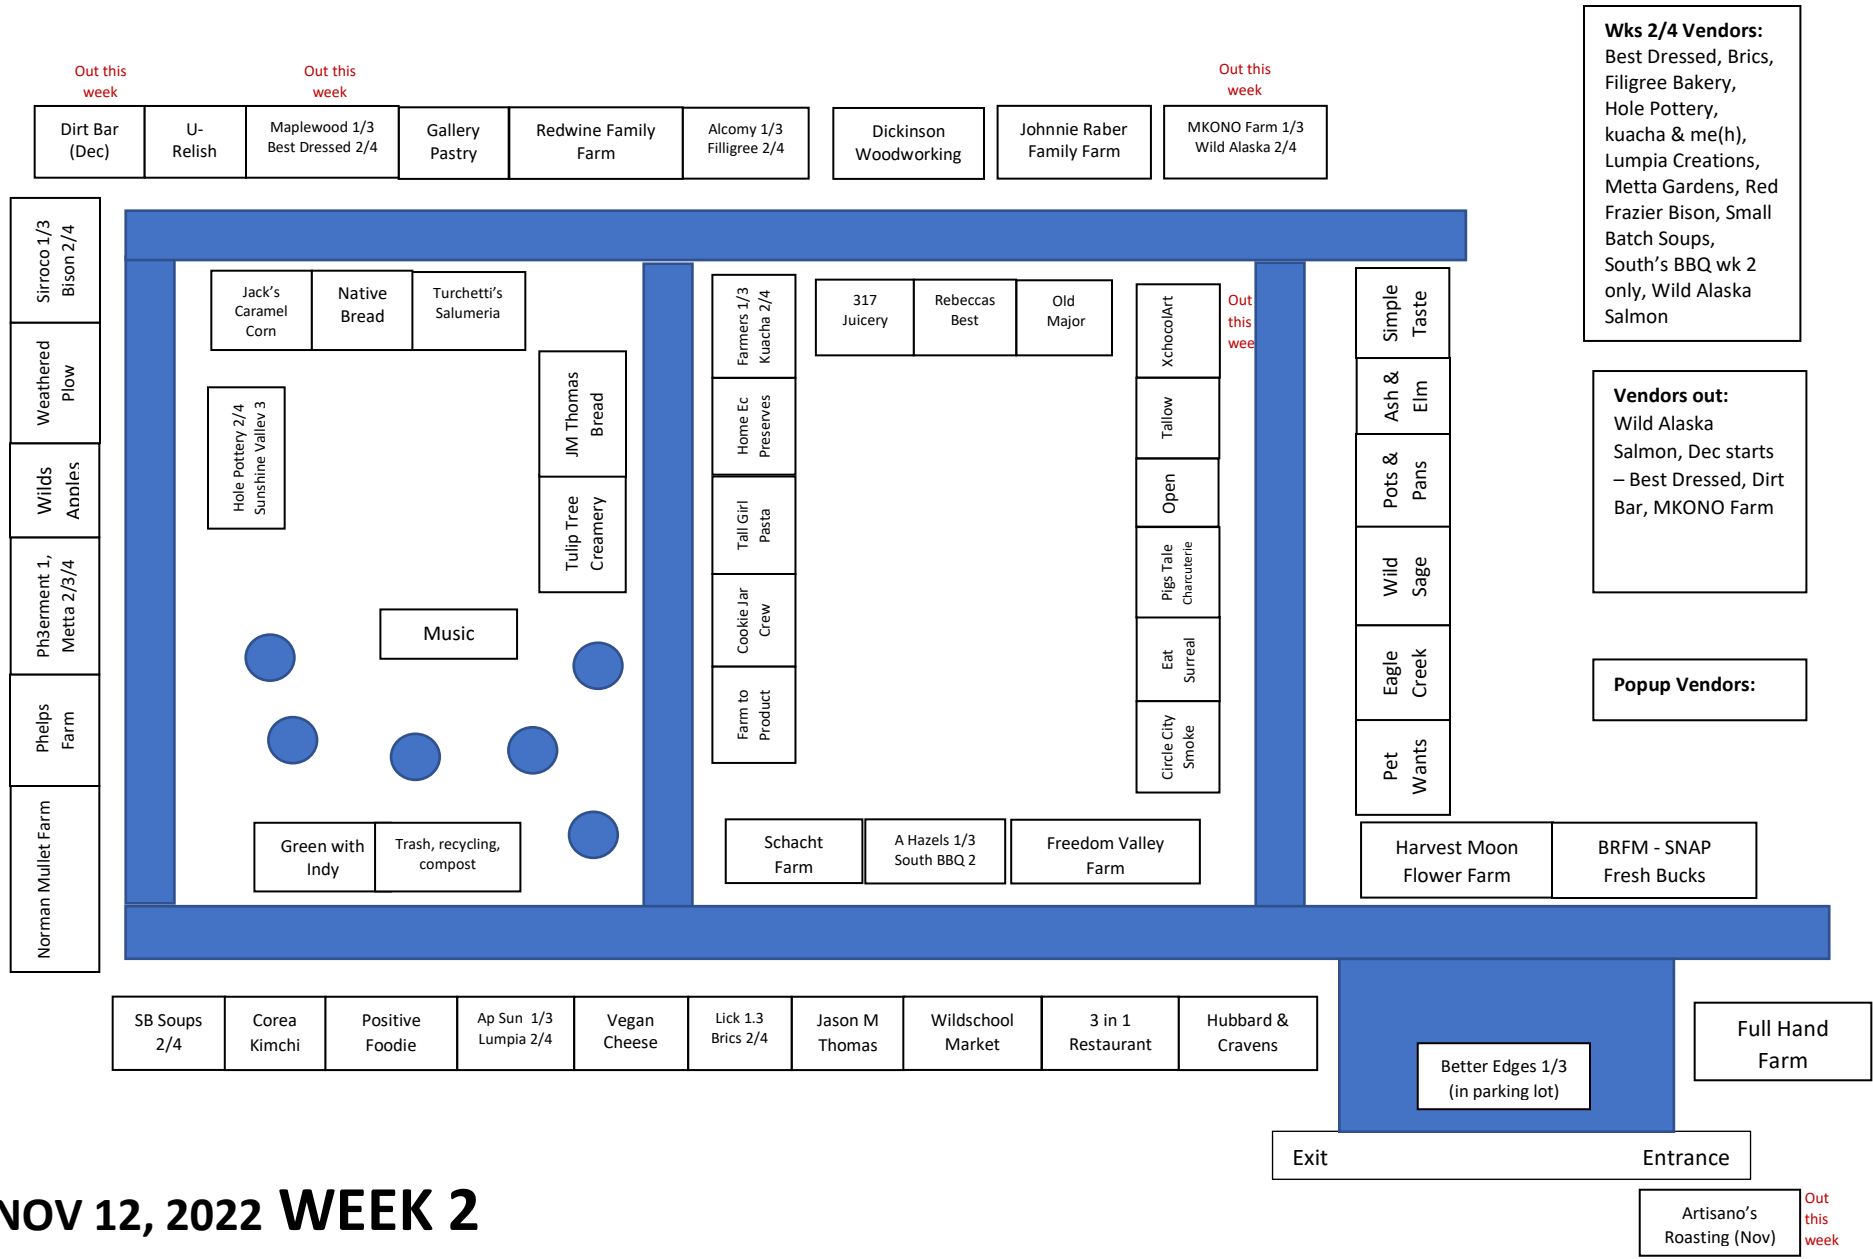 Out this
week
Out this
week
Out this
week
Dirt Bar
(Dec)
U-
Relish
Maplewood 1/3
Best Dressed 2/4
Gallery
Pastry
Redwine Family
Farm
Alcomy 1/3
Filligree 2/4
Dickinson
Woodworking
Johnnie Raber
Family Farm
MKONO Farm 1/3
Wild Alaska 2/4
Wks 2/4 Vendors:
Best Dressed, Brics,
Filigree Bakery,
Hole Pottery,
kuacha & me(h),
Lumpia Creations,
Metta Gardens, Red
Frazier Bison, Small
Batch Soups,
South's BBQ wk 2
only, Wild Alaska
Salmon
Sirroco 1/3
Bison 2/4
Weathered
Plow
Wilds
Apples
Ph3erment 1,
Metta 2/3/4
Phelps
Farm
Norman Mullet Farm
Jack's
Caramel
Corn
Native
Bread
Turchetti's
Salumeria
Hole Pottery 2/4
Sunshine Valley 3
JM Thomas
Bread
Tulip Tree
Creamery
Music
Green with
Indy
Trash, recycling,
compost
Farmers 1/3
Kuacha 2/4
Home Ec
Preserves
Tall Girl
Pasta
Cookie Jar
Crew
Farm to
Product
317
Juicery
Rebeccas
Best
Old
Major
XchocolArt
Out
this
wee
Tallow
Open
Pigs Tale
Charcuterie
Eat
Surreal
Circle City
Smoke
Schacht
Farm
A Hazels 1/3
South BBQ 2
Freedom Valley
Farm
Simple
Taste
Ash &
Elm
Pots &
Pans
Wild
Sage
Eagle
Creek
Pet
Wants
Harvest Moon
Flower Farm
BRFM - SNAP
Fresh Bucks
Vendors out:
Wild Alaska
Salmon, Dec starts
– Best Dressed, Dirt
Bar, MKONO Farm
Popup Vendors:
SB Soups
2/4
Corea
Kimchi
Positive
Foodie
Ap Sun 1/3
Lumpia 2/4
Vegan
Cheese
Lick 1.3
Brics 2/4
Jason M
Thomas
Wildschool
Market
3 in 1
Restaurant
Hubbard &
Cravens
Better Edges 1/3
(in parking lot)
Full Hand
Farm
Exit
Entrance
Artisano's
Roasting (Nov)
Out
this
week
NOV 12, 2022 WEEK 2